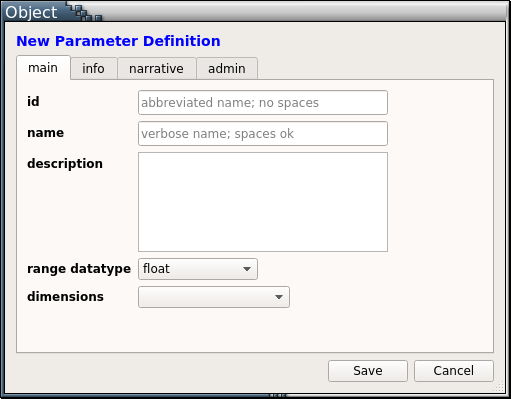 Object
New Parameter Definition
main info narrative admin
id abbreviated name; no spaces
name verbose name; spaces ok
description
range datatype float
dimensions
Save Cancel